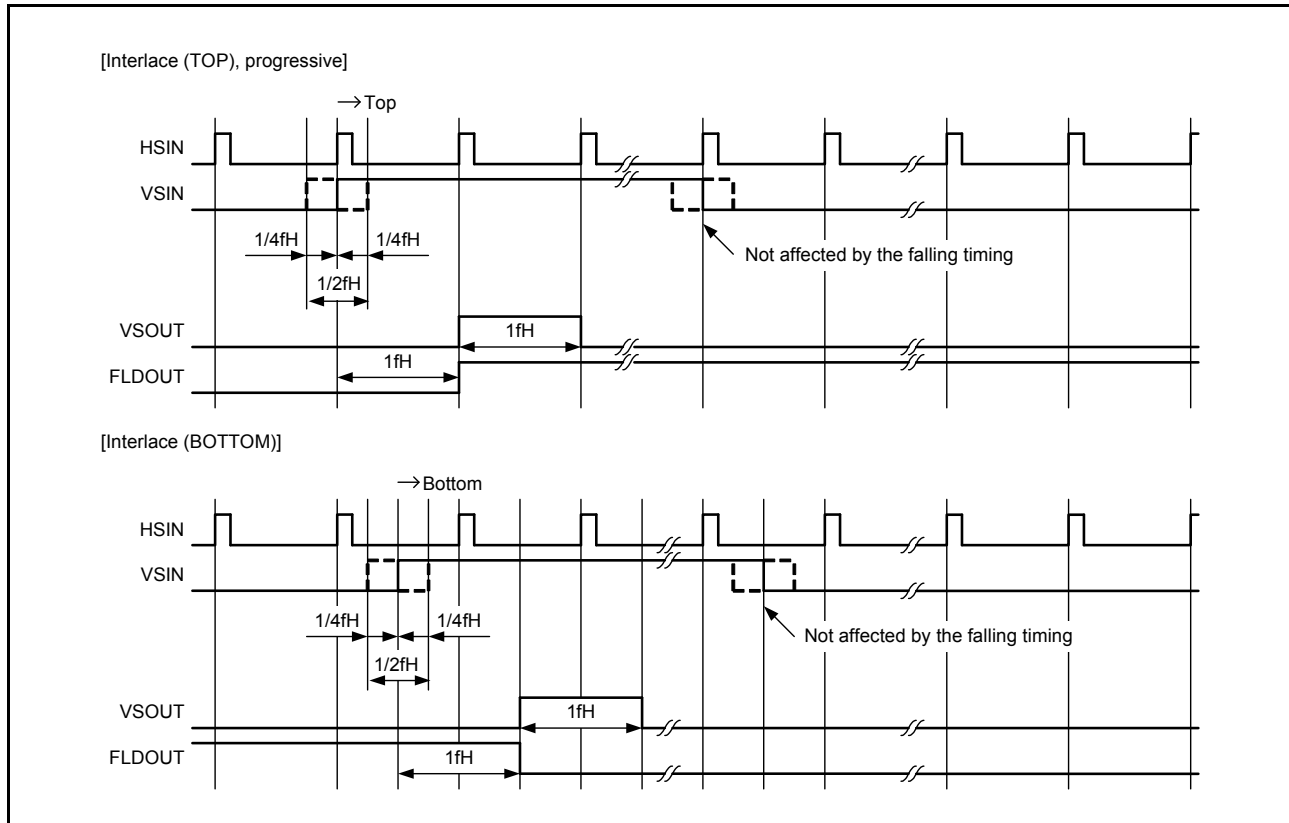 [Interlace (TOP), progressive]
→Top
HSIN
VSIN
1/4fH 1/4fH
Not affected by the falling timing
1/2fH
VSOUT
1fH
FLDOUT
1fH
[Interlace (BOTTOM)]
→Bottom
HSIN
VSIN
1/4fH 1/4fH
Not affected by the falling timing
1/2fH
VSOUT
1fH
FLDOUT
1fH